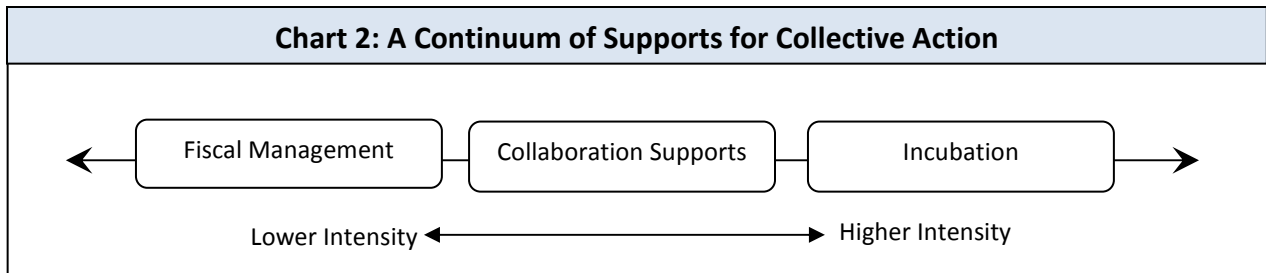 Chart 2: A Continuum of Supports for Collective Action
Fiscal Management Collaboration Supports Incubation
Lower Intensity Higher Intensity